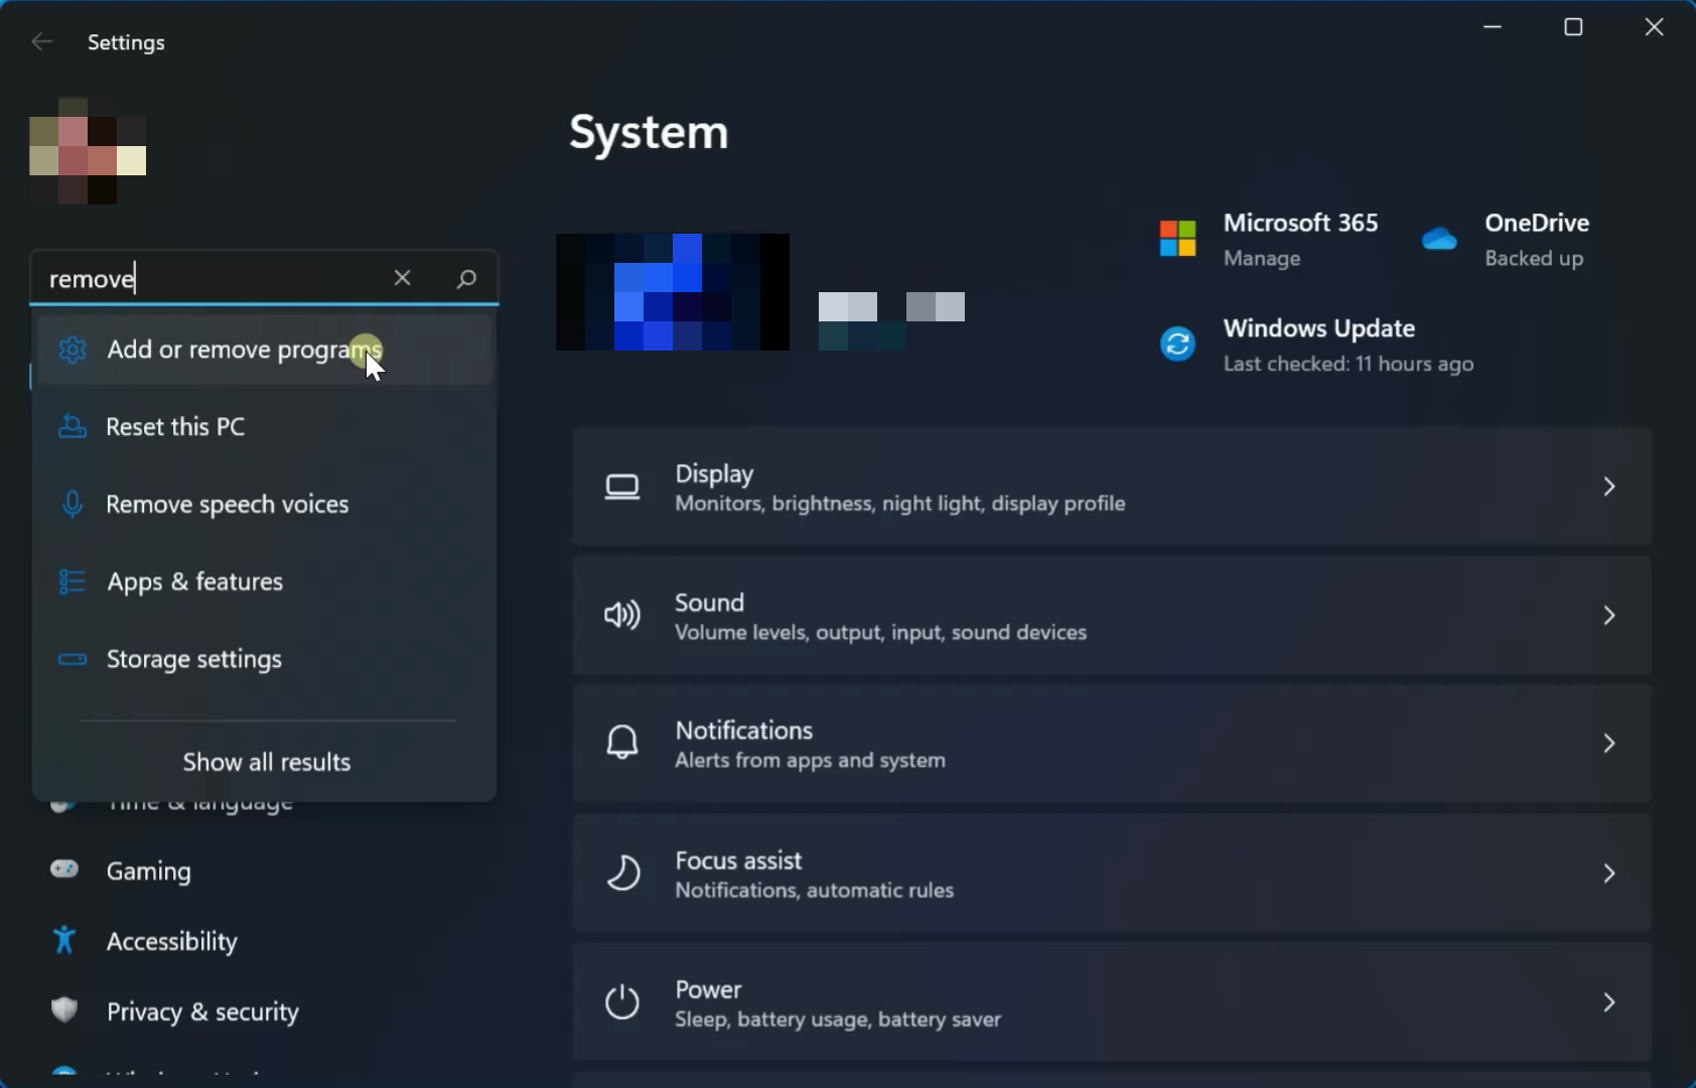 Settings
remove
Add or remove programs
Reset this PC
Remove speech voices
Apps & features
Storage settings
Show all results
Time & language
Gaming
Accessibility
Privacy & security
System
Microsoft 365
Manage
OneDrive
Backed up
Windows Update
Last checked: 11 hours ago
Display
Monitors, brightness, night light, display profile
Sound
Volume levels, output, input, sound devices
Notifications
Alerts from apps and system
Focus assist
Notifications, automatic rules
Power
Sleep, battery usage, battery saver